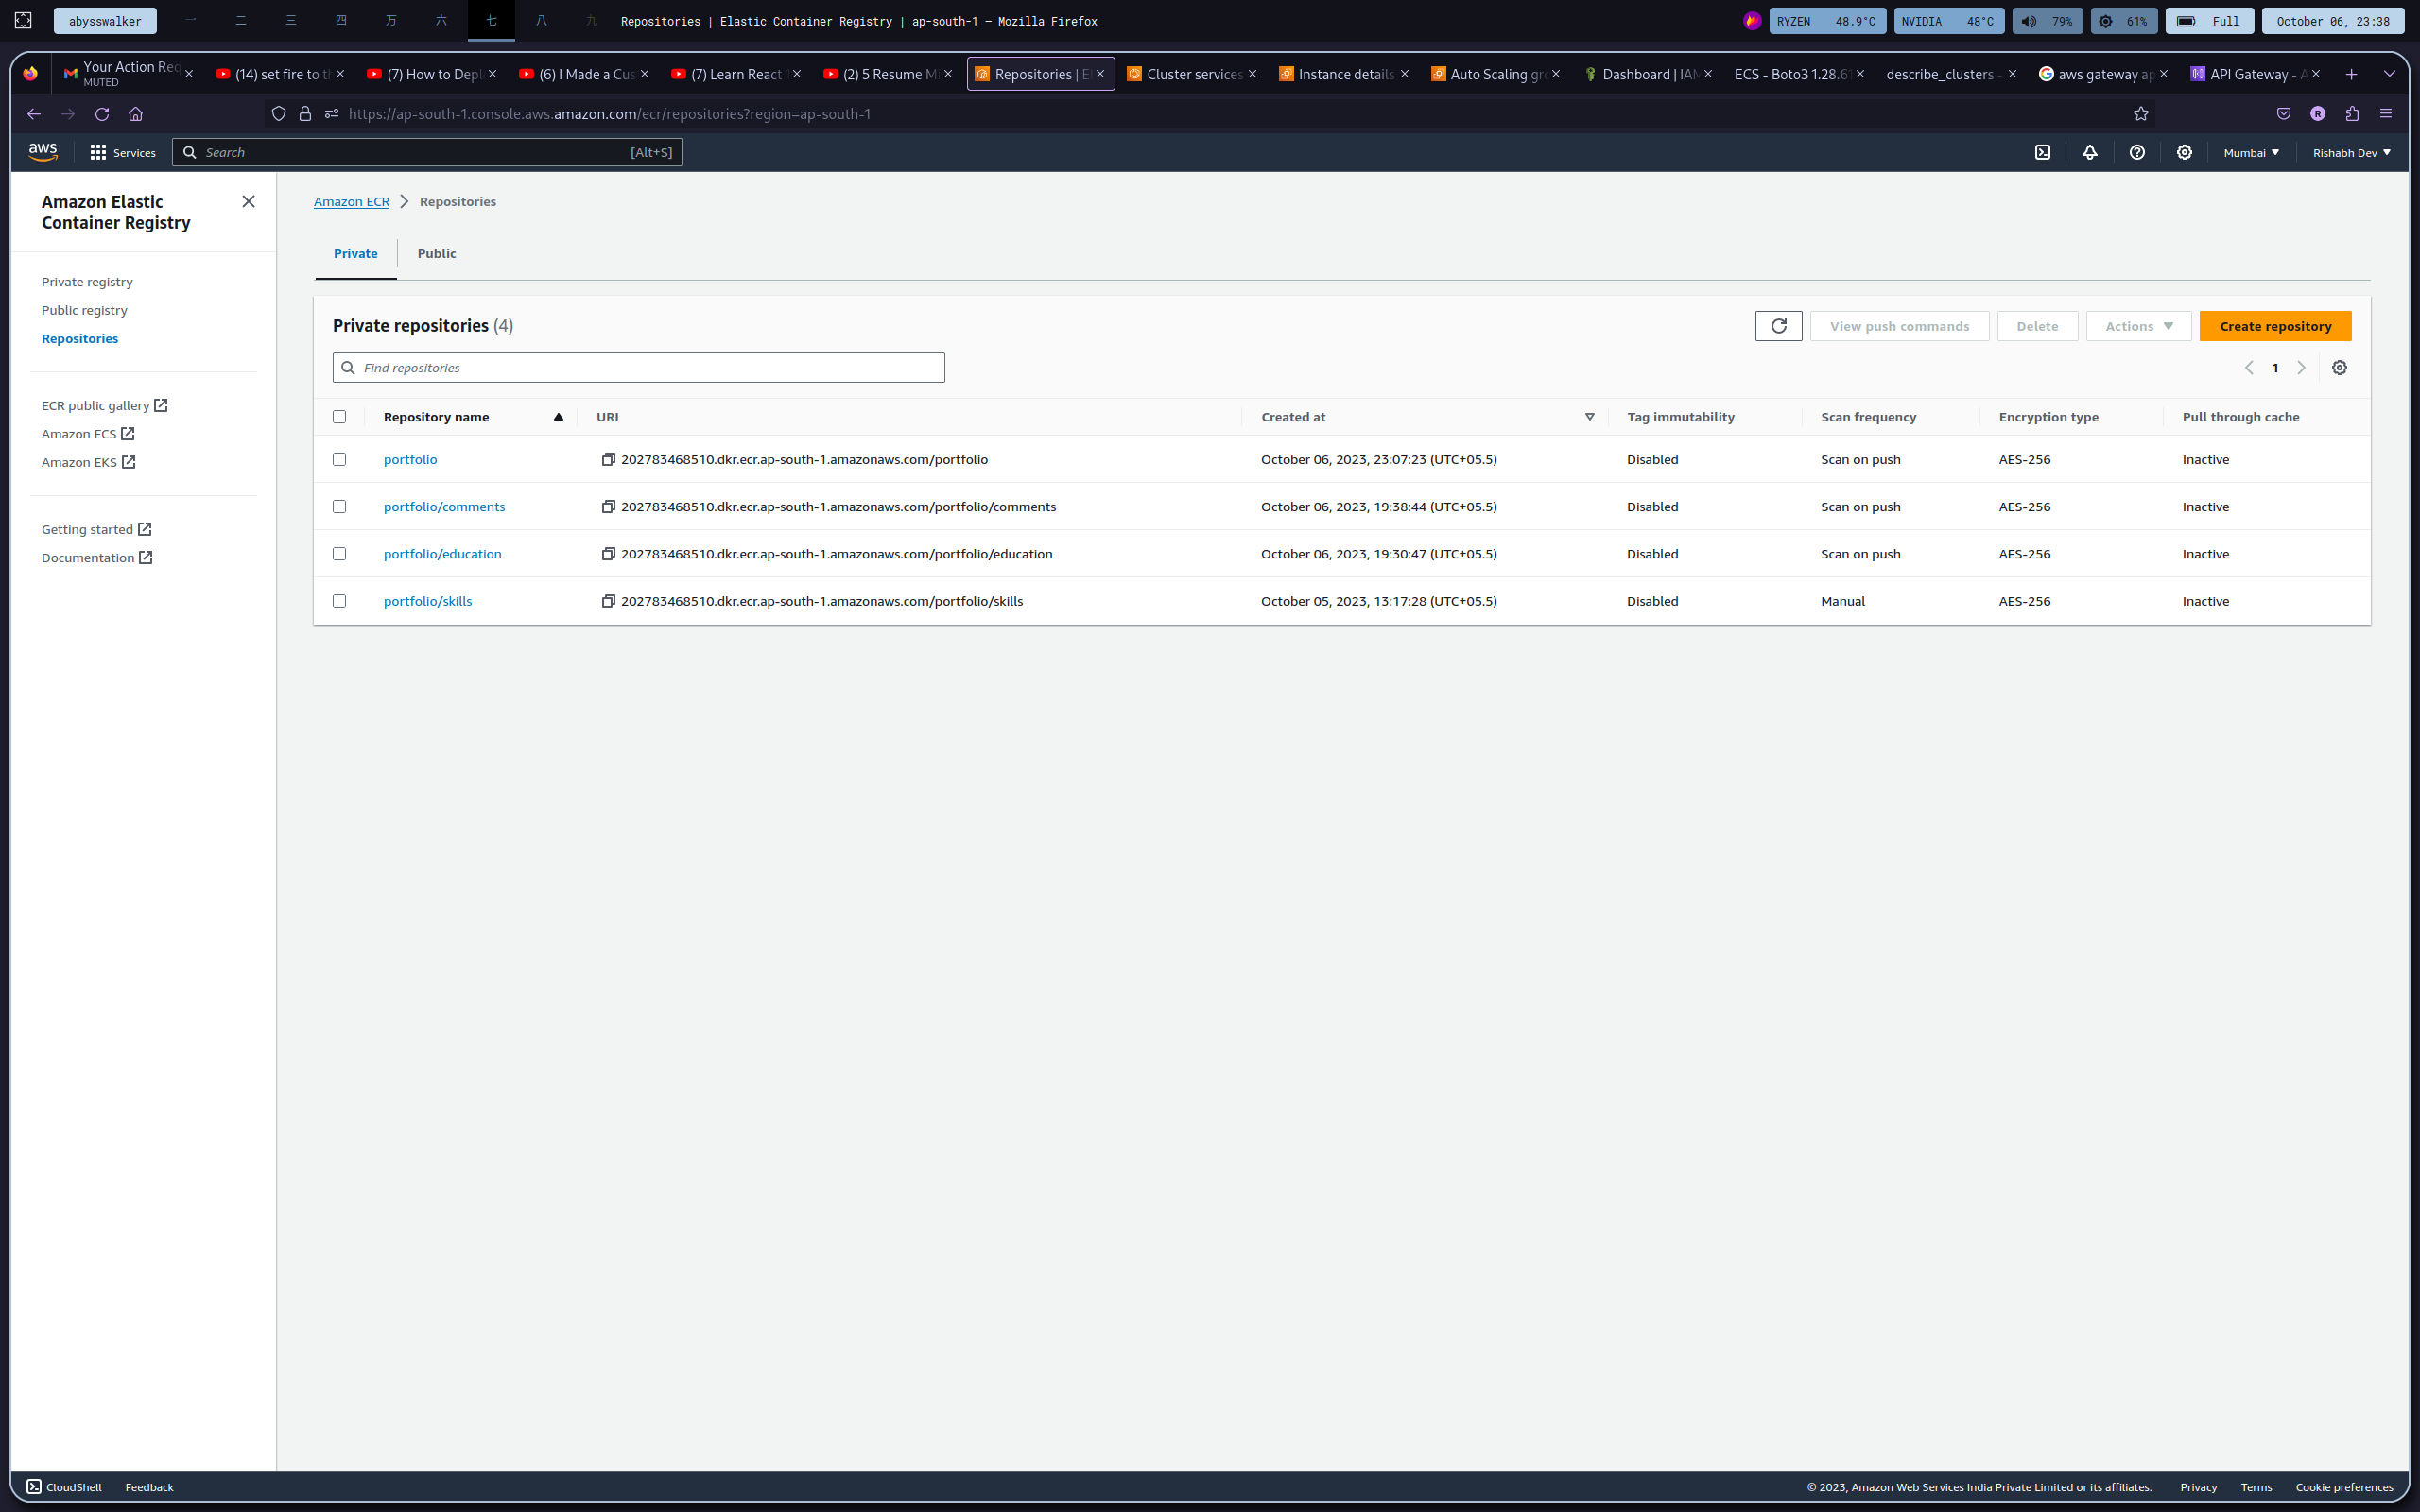 abysswalker 一 二 三 四 万 六 七 八 九 Repositories | Elastic Container Registry | ap-south-1 — Mozilla Firefox RYZEN 48.9°C NVIDIA 48°C 79% 61% Full October 06, 23:38
Your Action Req (14) set fire to th (7) How to Depl (6) I Made a Cus (7) Learn React (2) 5 Resume Mi Repositories | El Cluster services Instance details Auto Scaling gro Dashboard | IAM ECS - Boto3 1.28.6 describe_clusters - aws gateway ap API Gateway - A
MUTED
https://ap-south-1.console.aws.amazon.com/ecr/repositories?region=ap-south-1
R
aws Services Search [Alt+S] Mumbai Rishabh Dev
Amazon Elastic
Container Registry
Private registry
Public registry
Repositories
ECR public gallery
Amazon ECS
Amazon EKS
Getting started
Documentation
Amazon ECR Repositories
Private Public
Private repositories (4) View push commands Delete Actions Create repository
Find repositories 1
Repository name URI Created at Tag immutability Scan frequency Encryption type Pull through cache
portfolio 202783468510.dkr.ecr.ap-south-1.amazonaws.com/portfolio October 06, 2023, 23:07:23 (UTC+05.5) Disabled Scan on push AES-256 Inactive
portfolio/comments 202783468510.dkr.ecr.ap-south-1.amazonaws.com/portfolio/comments October 06, 2023, 19:38:44 (UTC+05.5) Disabled Scan on push AES-256 Inactive
portfolio/education 202783468510.dkr.ecr.ap-south-1.amazonaws.com/portfolio/education October 06, 2023, 19:30:47 (UTC+05.5) Disabled Scan on push AES-256 Inactive
portfolio/skills 202783468510.dkr.ecr.ap-south-1.amazonaws.com/portfolio/skills October 05, 2023, 13:17:28 (UTC+05.5) Disabled Manual AES-256 Inactive
CloudShell Feedback © 2023, Amazon Web Services India Private Limited or its affiliates. Privacy Terms Cookie preferences